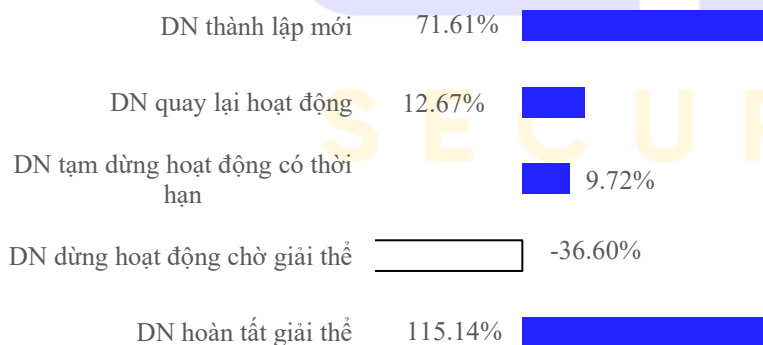 DN thành lập mới 71.61%
DN quay lại hoạt động 12.67%
SECUR
DN tạm dừng hoạt động có thời
hạn
9.72%
DN dừng hoạt động chờ giải thể -36.60%
DN hoàn tất giải thể 115.14%